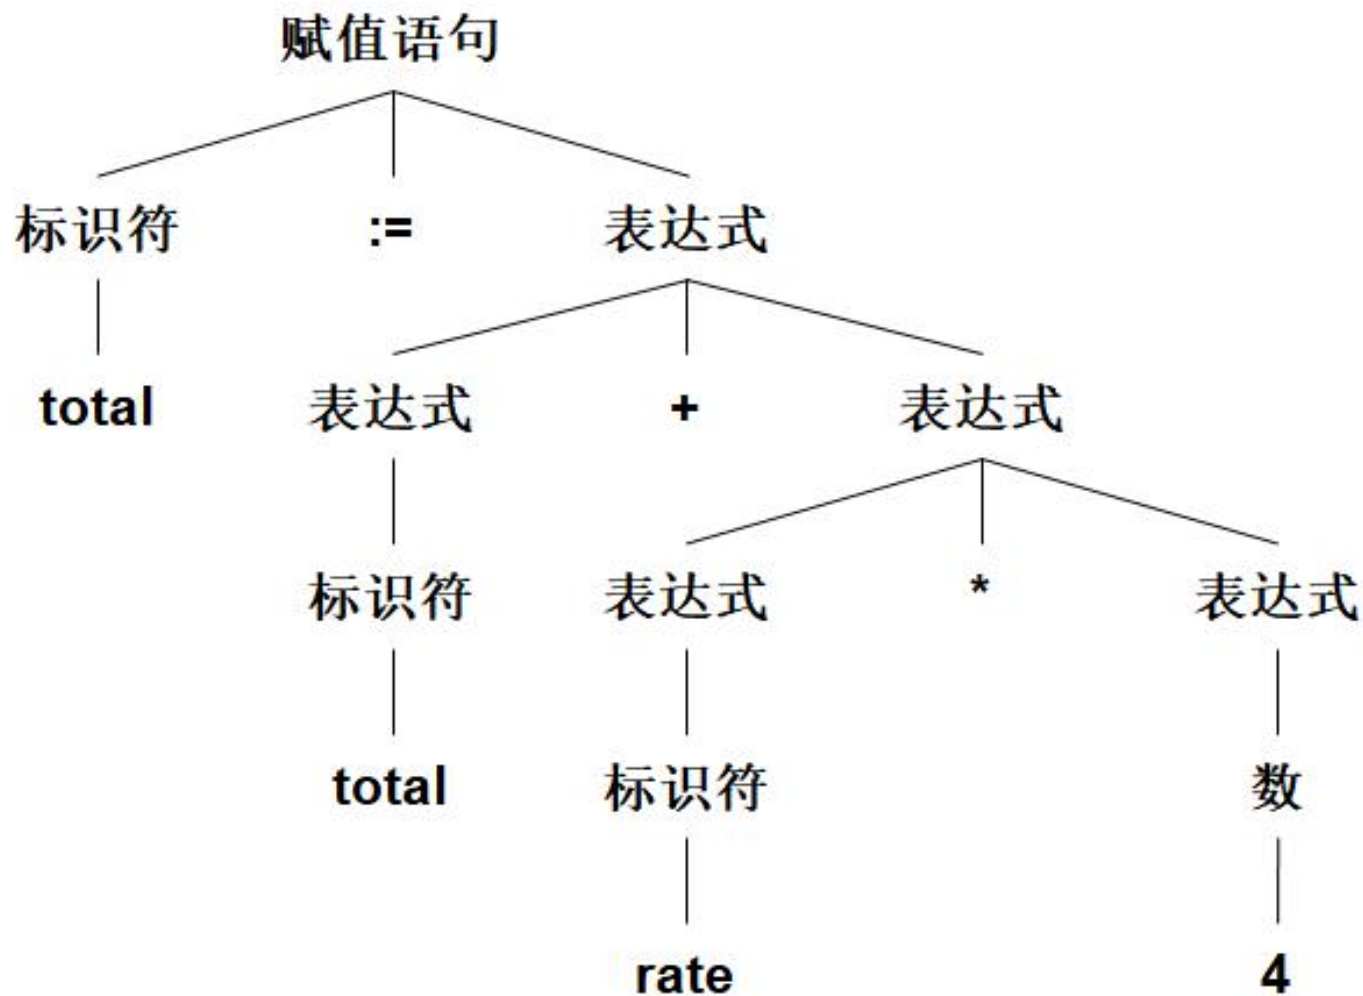 赋值语句
标识符 := 表达式
total 表达式 + 表达式
标识符 表达式 * 表达式
total 标识符 数
rate 4